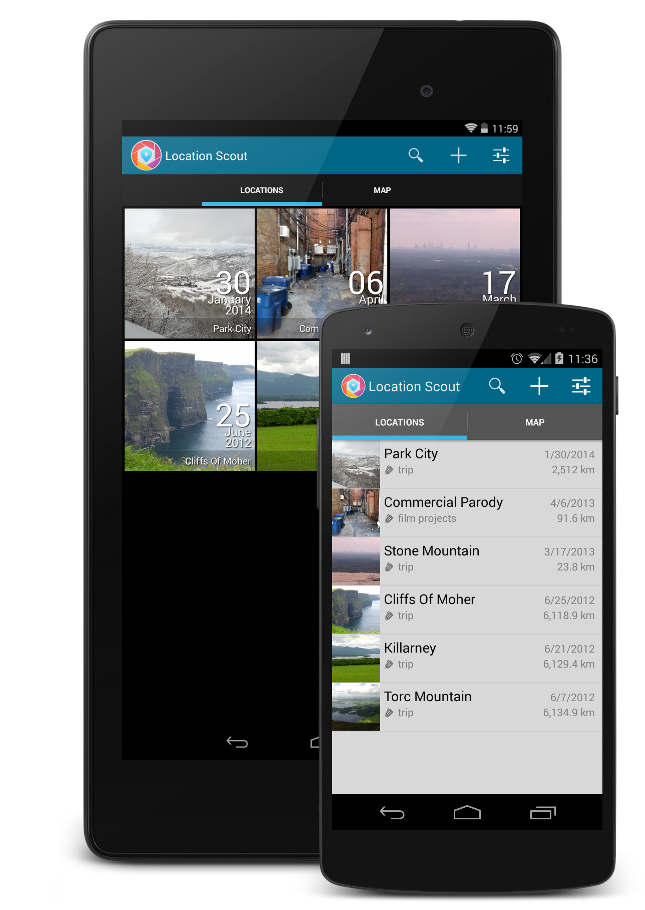 11:59
Location Scout
LOCATIONS
MAP
30
January
2014
Park City
06
April
Com
17
March
25
June
2012
Cliffs Of Moher
11:36
Location Scout
LOCATIONS
MAP
Park City 1/30/2014
trip 2,512 km
Commercial Parody 4/6/2013
film projects 91.6 km
Stone Mountain 3/17/2013
trip 23.8 km
Cliffs Of Moher 6/25/2012
trip 6,118.9 km
Killarney 6/21/2012
trip 6,129.4 km
Torc Mountain 6/7/2012
trip 6,134.9 km